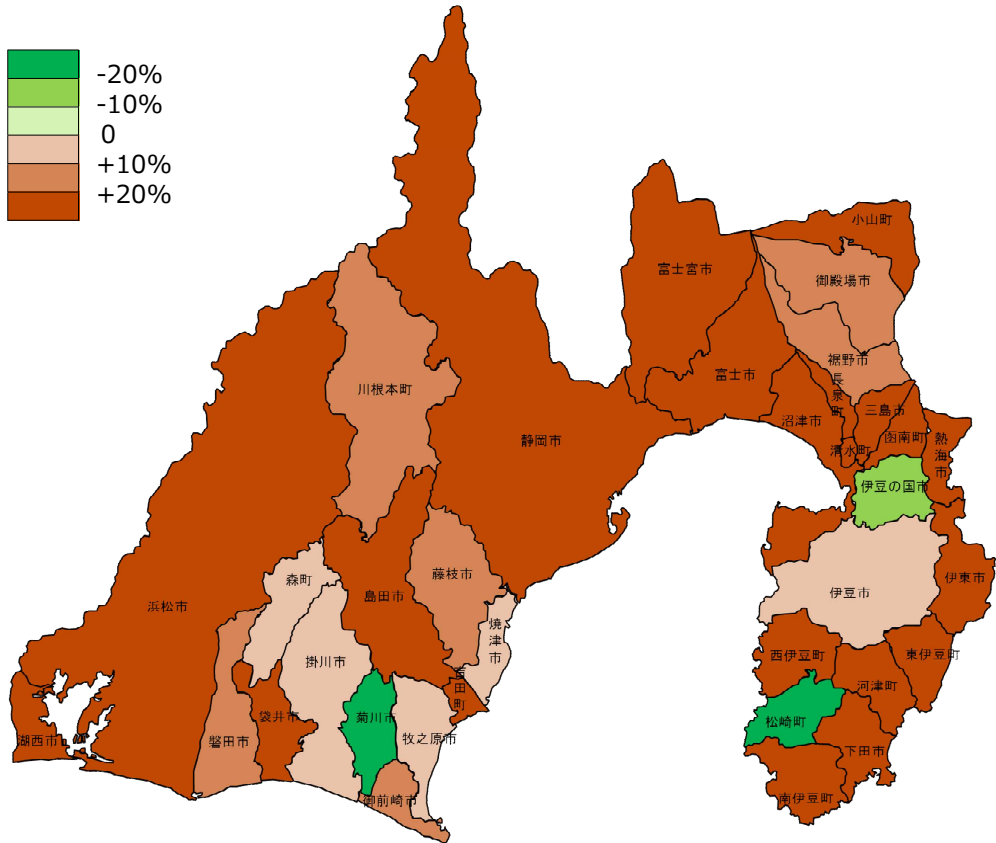 -20%
-10%
0
+10%
+20%
小山町
富士宮市
御殿場市
裾野市
川根本町
富士市
長泉町
三島市
沼津市
函南町
静岡市
清水町
熱海市
伊豆の国市
藤枝市
森町
伊東市
島田市
伊豆市
浜松市
焼津市
掛川市
西伊豆町
東伊豆町
吉田町
河津町
松崎町
袋井市
菊川市
湖西市
磐田市
牧之原市
下田市
御前崎市
南伊豆町